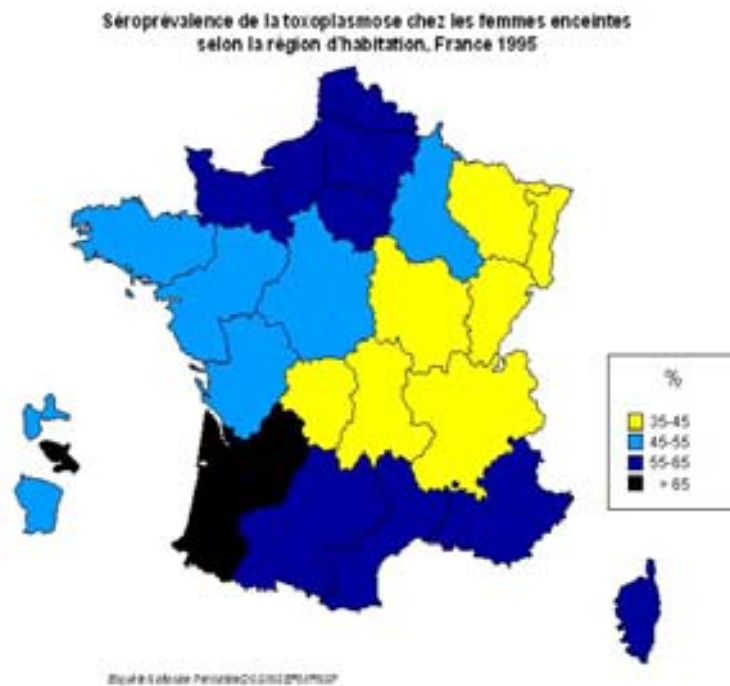 Séroprévalence de la toxoplasmose chez les femmes enceintes
selon la région d'habitation, France 1995
%
35-45
45-55
55-65
> 65